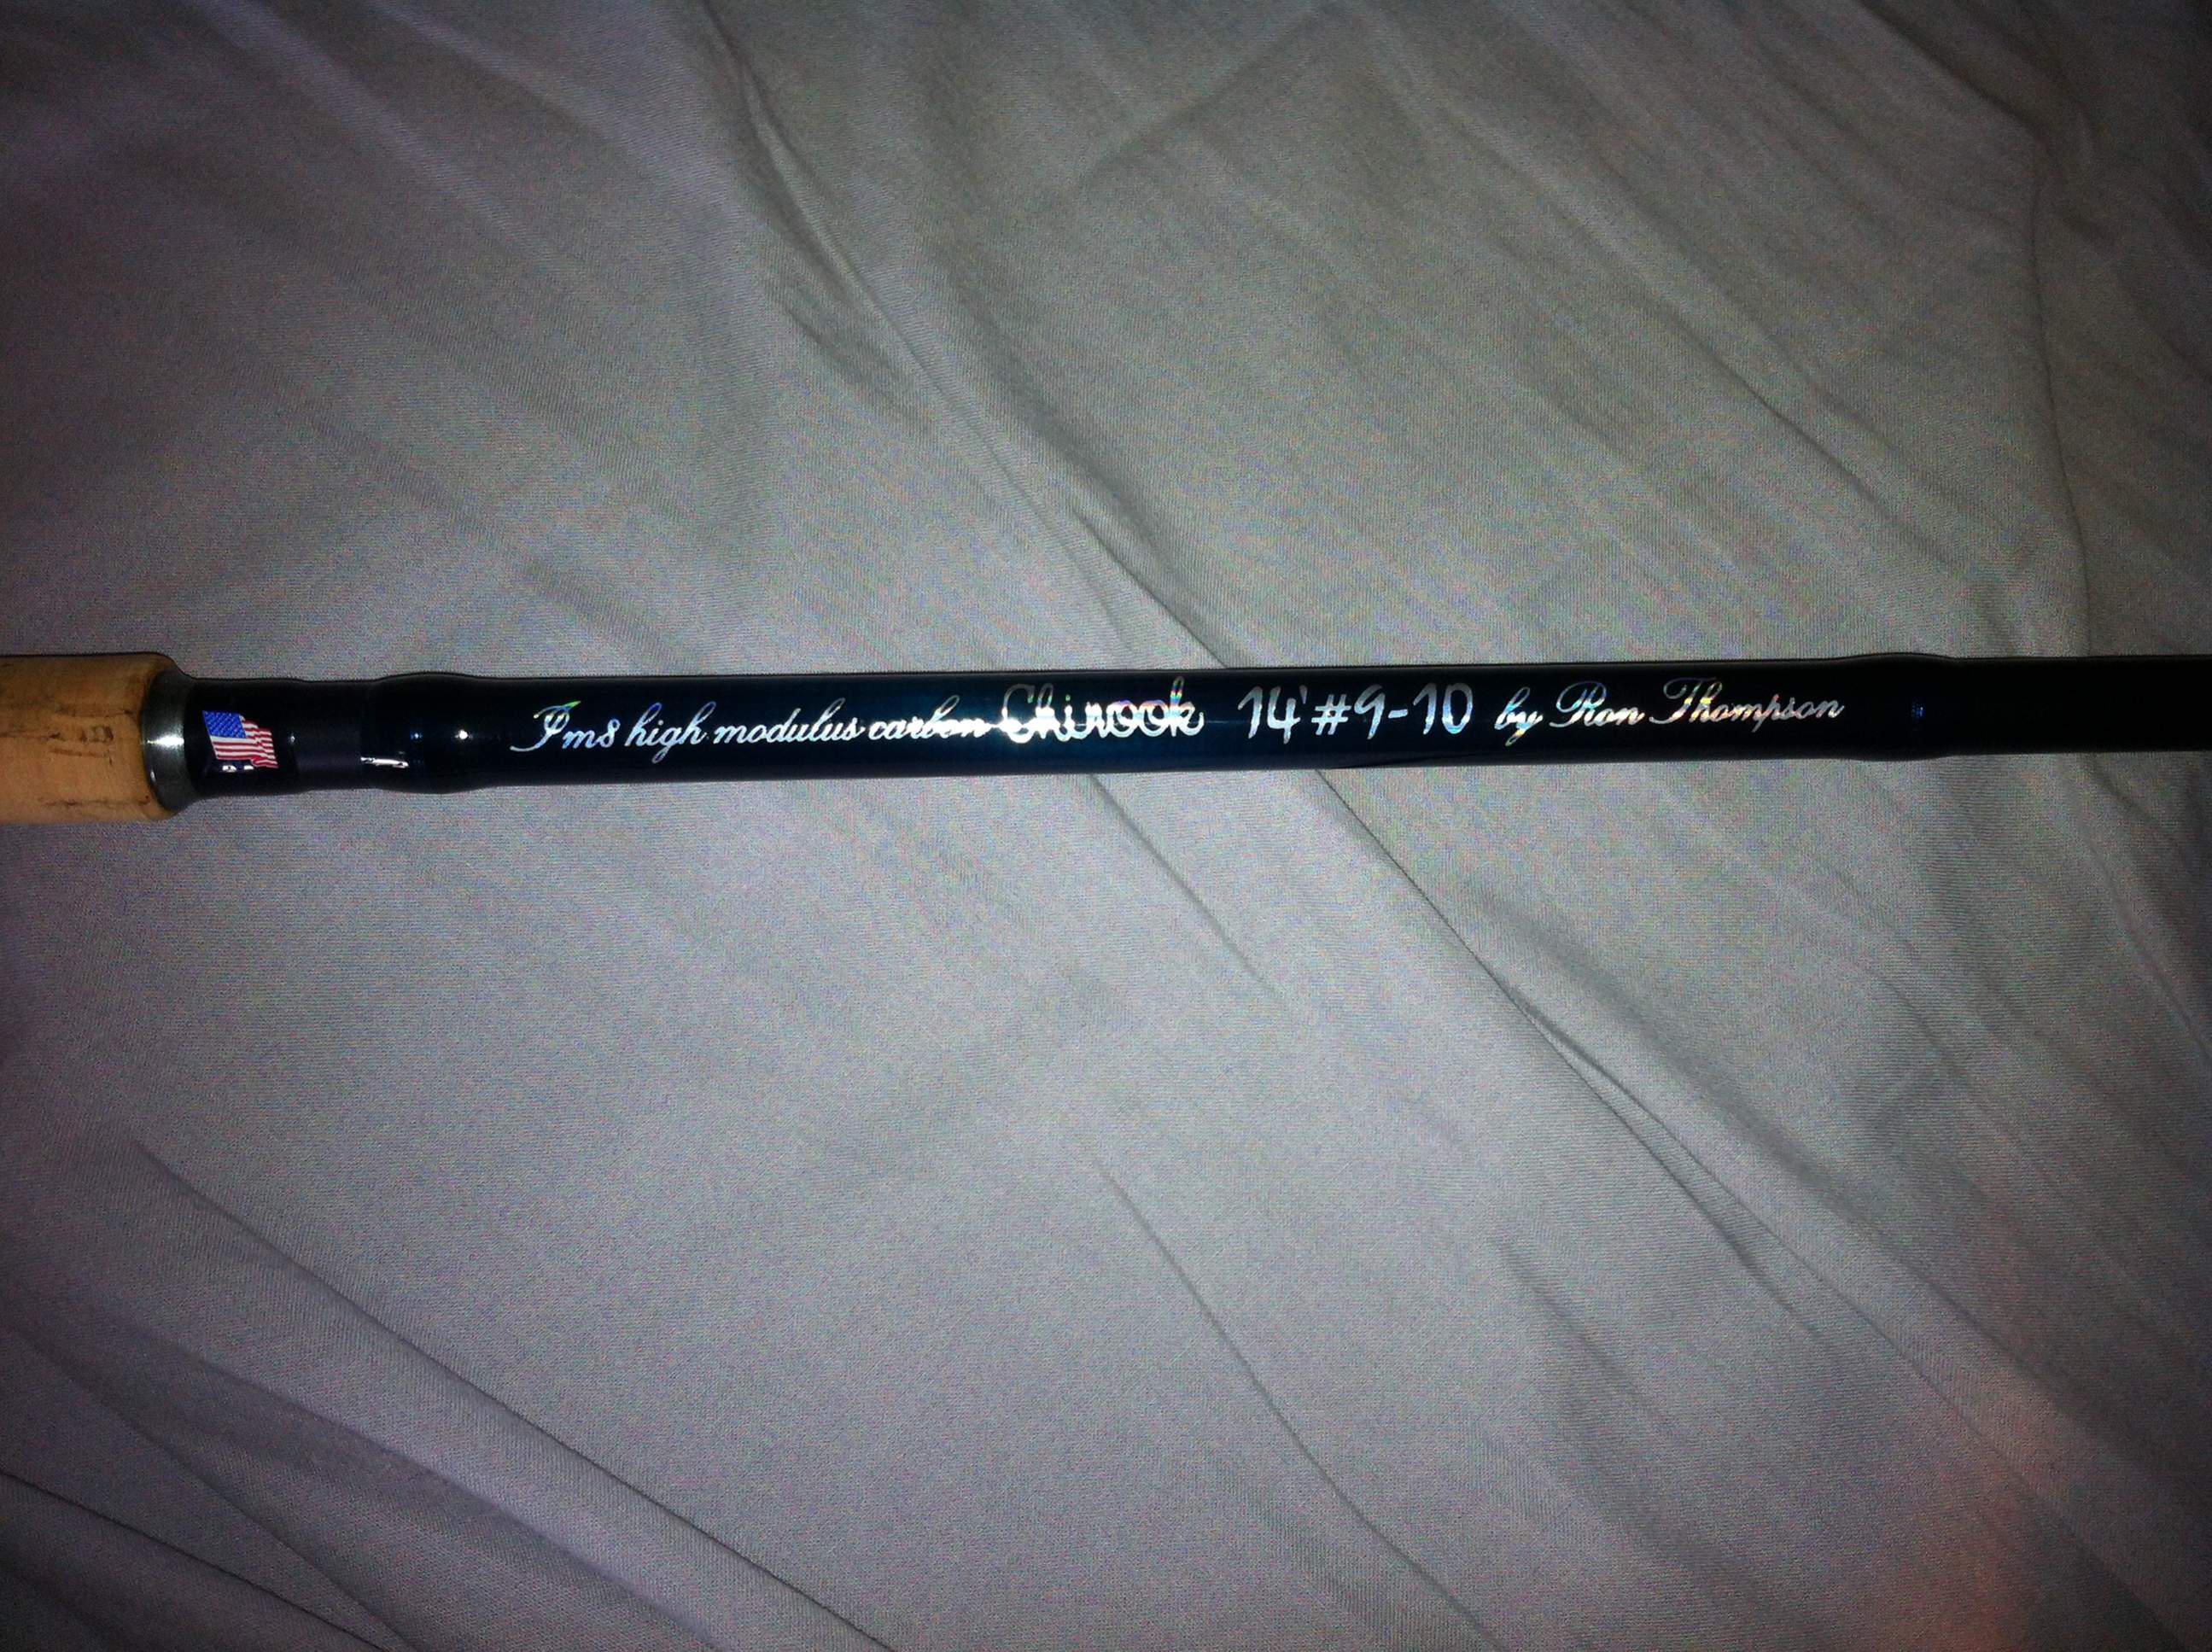 Im8 high modulus carbon Chinook 14' #9-10 by Ron Thompson